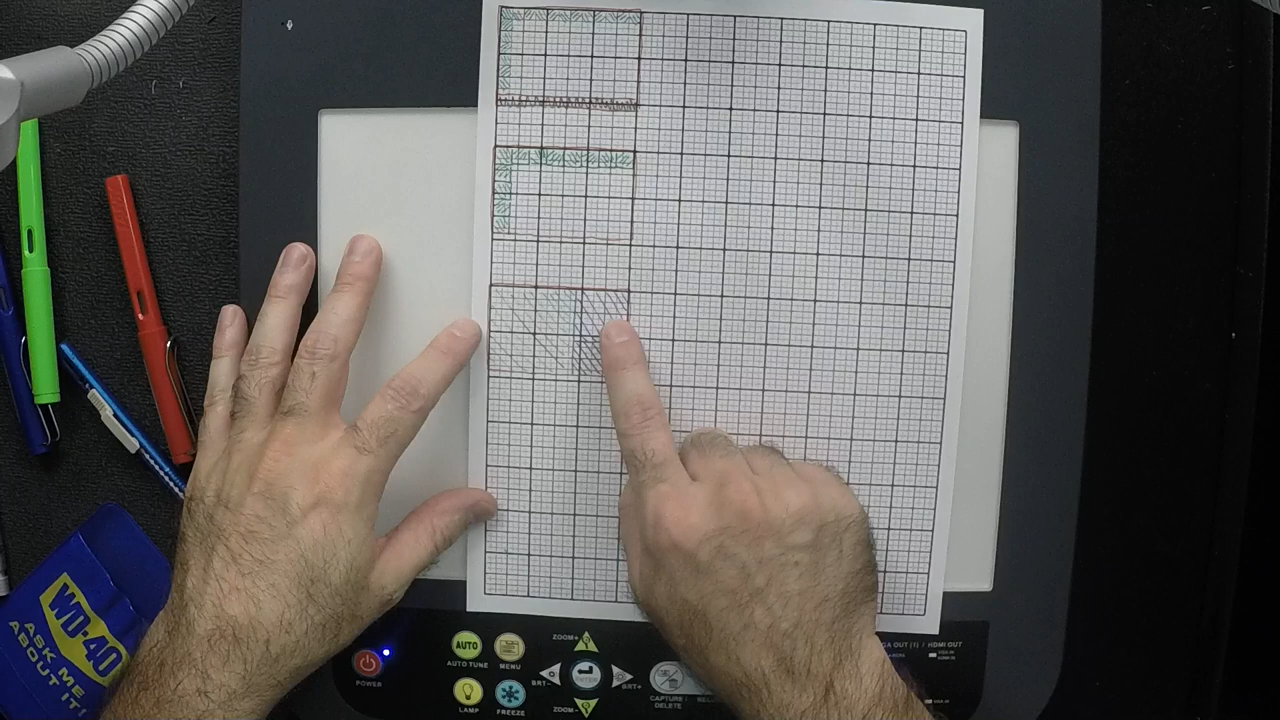 WD-40
ASK ME
ABOUT IT!
POWER
AUTO
AUTO TUNE
MENU
LAMP
FREEZE
ZOOM+
BRT-
ENTER
BRT+
ZOOM-
CAPTURE /
DELETE
GA OUT (1) / HDMI OUT